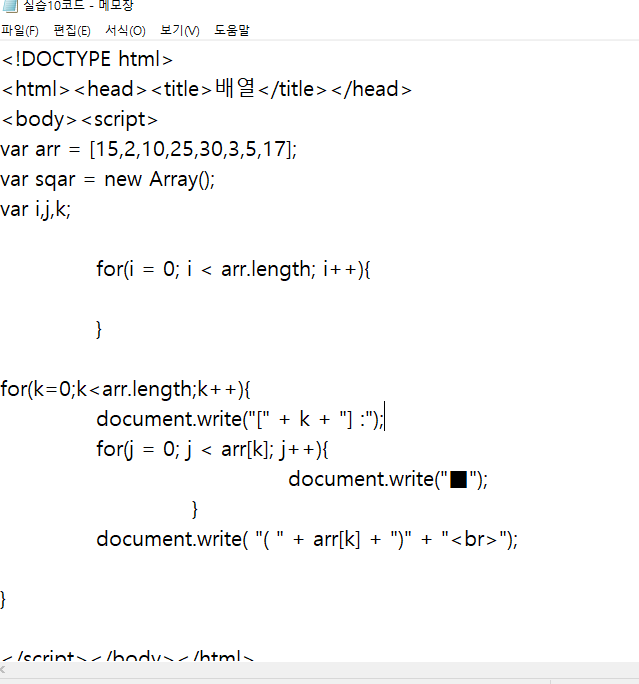 실습10코드 - 메모장
파일(F) 편집(E) 서식(O) 보기(V) 도움말
<!DOCTYPE html>
<html><head><title>배열</title></head>
<body><script>
var arr = [15,2,10,25,30,3,5,17];
var sqar = new Array();
var i,j,k;
for(i = 0; i < arr.length; i++){
}
for(k=0;k<arr.length;k++){
document.write("[" + k + "] :");
for(j = 0; j < arr[k]; j++){
document.write("■");
}
document.write( "( " + arr[k] + ")" + "<br>");
}
</script></body></html>